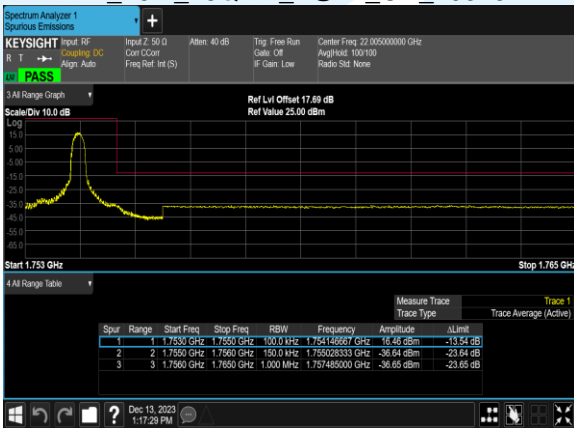 Spectrum Analyzer 1
Spurious Emissions
KEYSIGHT Input: RF Input Z: 50 Ω Atten: 40 dB Trig: Free Run Center Freq: 22.005000000 GHz
R T Coupling: DC Corr CCorr Gate: Off Avg|Hold: 100/100
Align: Auto Freq Ref: Int (S) IF Gain: Low Radio Std: None
LM PASS
3 All Range Graph
Ref Lvl Offset 17.69 dB
Scale/Div 10.0 dB Ref Value 25.00 dBm
Log
15.0
5.00
-5.00
-15.0
-25.0
-35.0
-45.0
-55.0
-65.0
Start 1.753 GHz Stop 1.765 GHz
4 All Range Table
Measure Trace Trace 1
Trace Type Trace Average (Active)
Spur Range Start Freq Stop Freq RBW Frequency Amplitude ΔLimit
1 1 1.7530 GHz 1.7550 GHz 100.0 kHz 1.754146667 GHz 16.46 dBm -13.54 dB
2 2 1.7550 GHz 1.7560 GHz 150.0 kHz 1.755028333 GHz -36.64 dBm -23.64 dB
3 3 1.7560 GHz 1.7650 GHz 1.000 MHz 1.757485000 GHz -36.65 dBm -23.65 dB
? Dec 13, 2023
1:17:29 PM